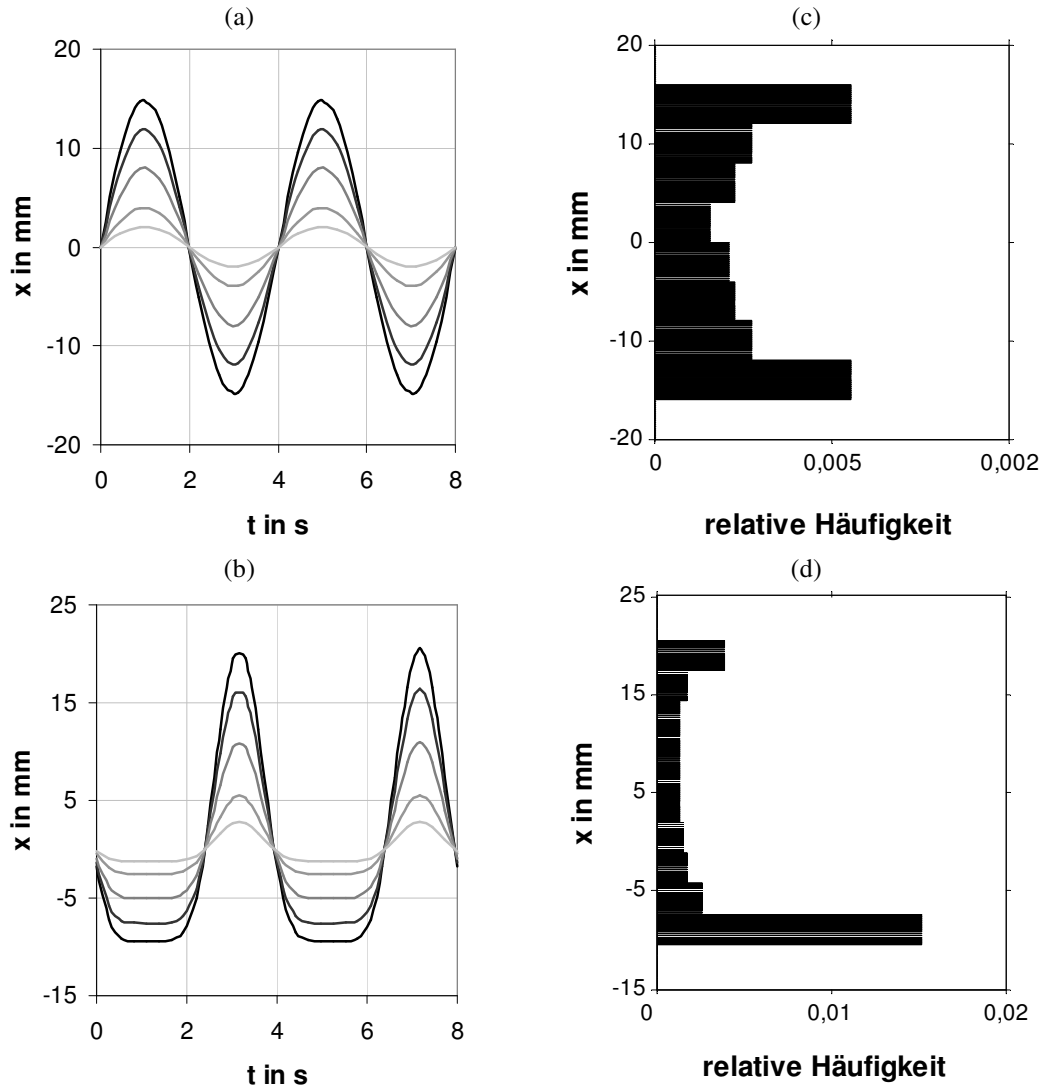 (a)
20
10
0
-10
-20
x in mm
0 2 4 6 8
t in s
(c)
20
10
0
-10
-20
x in mm
0 0,005 0,002
relative Häufigkeit
(b)
25
15
5
-5
-15
x in mm
0 2 4 6 8
t in s
(d)
25
15
5
-5
-15
x in mm
0 0,01 0,02
relative Häufigkeit